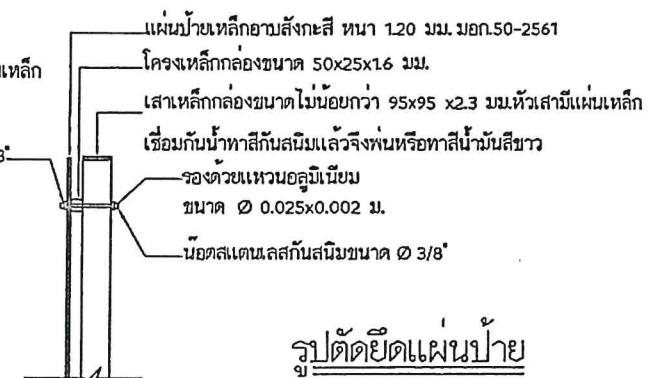 แผ่นป้ายเหล็กอาบสังกะสี หนา 1.20 มม. มอก.50-2561
โครงเหล็กกล่องขนาด 50x25x1.6 มม.
เหล็ก
เสาเหล็กกล่องขนาดไม่น้อยกว่า 95x95 x2.3 มม.หัวเสามีแผ่นเหล็ก
เชื่อมกันน้ำทาสีกันสนิมแล้วจึงพ่นหรือทาสีน้ำมันสีขาว
รองด้วยแหวนอลูมิเนียม
ขนาด Ø 0.025x0.002 ม.
น๊อตสแตนเลสกันสนิมขนาด Ø 3/8"
รูปตัดยึดแผ่นป้าย